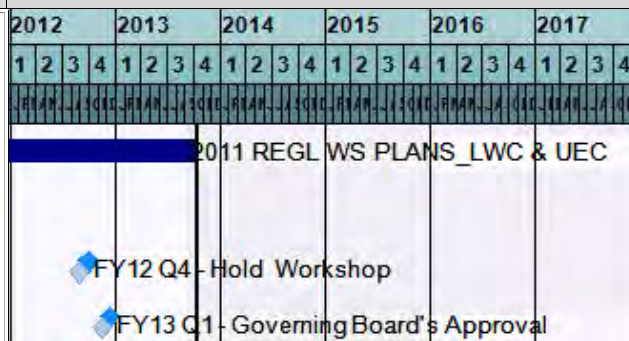 2012 2013 2014 2015 2016 2017
1 2 3 4 1 2 3 4 1 2 3 4 1 2 3 4 1 2 3 4 1 2 3 4
2011 REGL WS PLANS_LWC & UEC
FY12 Q4 - Hold Workshop
FY13 Q1 - Governing Board's Approval